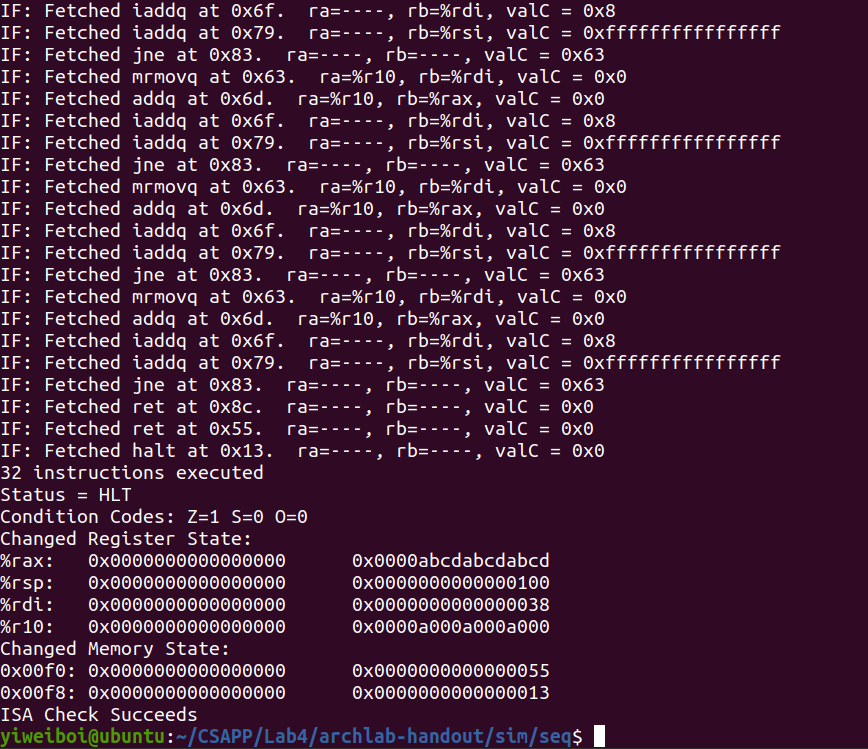 IF: Fetched iaddq at 0x6f.  ra=----, rb=%rdi, valC = 0x8
IF: Fetched iaddq at 0x79.  ra=----, rb=%rsi, valC = 0xffffffffffffffff
IF: Fetched jne at 0x83.  ra=----, rb=----, valC = 0x63
IF: Fetched mrmovq at 0x63.  ra=%r10, rb=%rdi, valC = 0x0
IF: Fetched addq at 0x6d.  ra=%r10, rb=%rax, valC = 0x0
IF: Fetched iaddq at 0x6f.  ra=----, rb=%rdi, valC = 0x8
IF: Fetched iaddq at 0x79.  ra=----, rb=%rsi, valC = 0xffffffffffffffff
IF: Fetched jne at 0x83.  ra=----, rb=----, valC = 0x63
IF: Fetched mrmovq at 0x63.  ra=%r10, rb=%rdi, valC = 0x0
IF: Fetched addq at 0x6d.  ra=%r10, rb=%rax, valC = 0x0
IF: Fetched iaddq at 0x6f.  ra=----, rb=%rdi, valC = 0x8
IF: Fetched iaddq at 0x79.  ra=----, rb=%rsi, valC = 0xffffffffffffffff
IF: Fetched jne at 0x83.  ra=----, rb=----, valC = 0x63
IF: Fetched mrmovq at 0x63.  ra=%r10, rb=%rdi, valC = 0x0
IF: Fetched addq at 0x6d.  ra=%r10, rb=%rax, valC = 0x0
IF: Fetched iaddq at 0x6f.  ra=----, rb=%rdi, valC = 0x8
IF: Fetched iaddq at 0x79.  ra=----, rb=%rsi, valC = 0xffffffffffffffff
IF: Fetched jne at 0x83.  ra=----, rb=----, valC = 0x63
IF: Fetched ret at 0x8c.  ra=----, rb=----, valC = 0x0
IF: Fetched ret at 0x55.  ra=----, rb=----, valC = 0x0
IF: Fetched halt at 0x13.  ra=----, rb=----, valC = 0x0
32 instructions executed
Status = HLT
Condition Codes: Z=1 S=0 O=0
Changed Register State:
%rax:   0x0000000000000000      0x0000abcdabcdabcd
%rsp:   0x0000000000000000      0x0000000000000100
%rdi:   0x0000000000000000      0x0000000000000038
%r10:   0x0000000000000000      0x0000a000a000a000
Changed Memory State:
0x00f0: 0x0000000000000000      0x0000000000000055
0x00f8: 0x0000000000000000      0x0000000000000013
ISA Check Succeeds
yiweiboi@ubuntu:~/CSAPP/Lab4/archlab-handout/sim/seq$